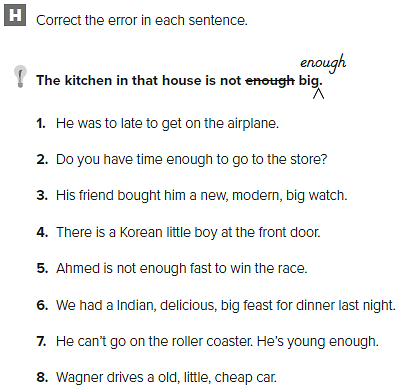 H Correct the error in each sentence.
enough
The kitchen in that house is not enough big.
1. He was to late to get on the airplane.
2. Do you have time enough to go to the store?
3. His friend bought him a new, modern, big watch.
4. There is a Korean little boy at the front door.
5. Ahmed is not enough fast to win the race.
6. We had a Indian, delicious, big feast for dinner last night.
7. He can't go on the roller coaster. He's young enough.
8. Wagner drives a old, little, cheap car.